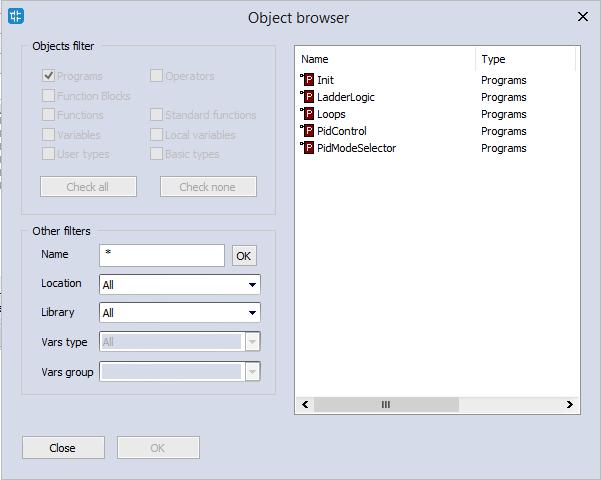 Object browser
Objects filter
Programs
Operators
Function Blocks
Functions
Standard functions
Variables
Local variables
User types
Basic types
Check all
Check none
Other filters
Name
*
OK
Location
All
Library
All
Vars type
All
Vars group
Close
OK
Name
Type
P Init
Programs
P LadderLogic
Programs
P Loops
Programs
P PidControl
Programs
P PidModeSelector
Programs